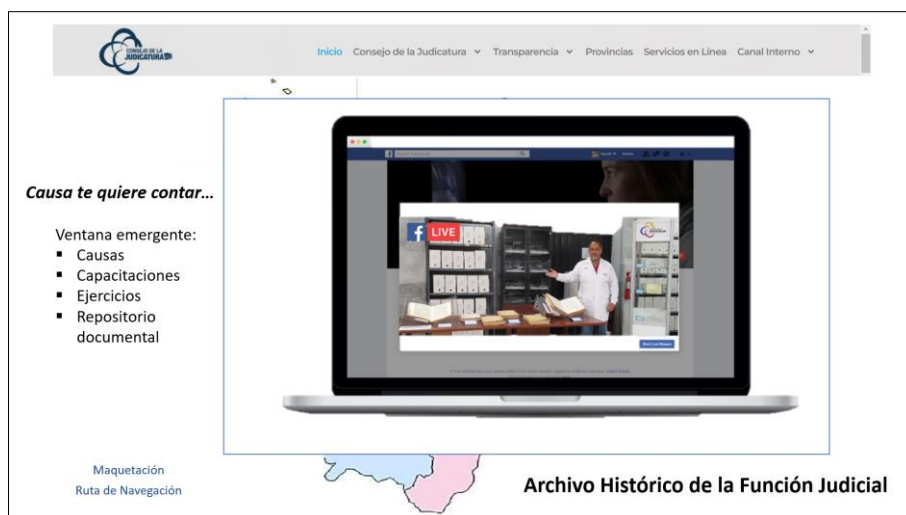 CONSEJO DE LA
JUDICATURA
Inicio Consejo de la Judicatura Transparencia Provincias Servicios en Línea Canal Interno
Causa te quiere contar...
Ventana emergente:
Causas
Capacitaciones
Ejercicios
Repositorio
documental
f LIVE
Maquetación
Ruta de Navegación
Archivo Histórico de la Función Judicial